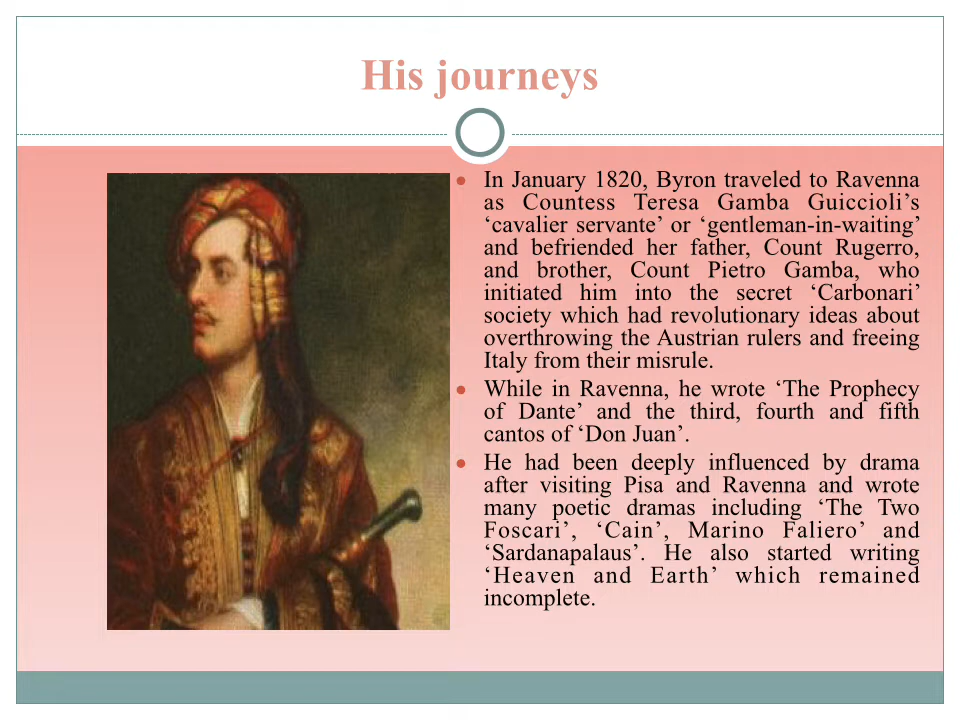 His journeys
In January 1820, Byron traveled to Ravenna
as Countess Teresa Gamba Guiccioli’s
‘cavalier servante’ or ‘gentleman-in-waiting’
and befriended her father, Count Rugerro,
and brother, Count Pietro Gamba, who
initiated him into the secret ‘Carbonari’
society which had revolutionary ideas about
overthrowing the Austrian rulers and freeing
Italy from their misrule.
While in Ravenna, he wrote ‘The Prophecy
of Dante’ and the third, fourth and fifth
cantos of ‘Don Juan’.
He had been deeply influenced by drama
after visiting Pisa and Ravenna and wrote
many poetic dramas including ‘The Two
Foscari’, ‘Cain’, Marino Faliero’ and
‘Sardanapalaus’. He also started writing
‘Heaven and Earth’ which remained
incomplete.